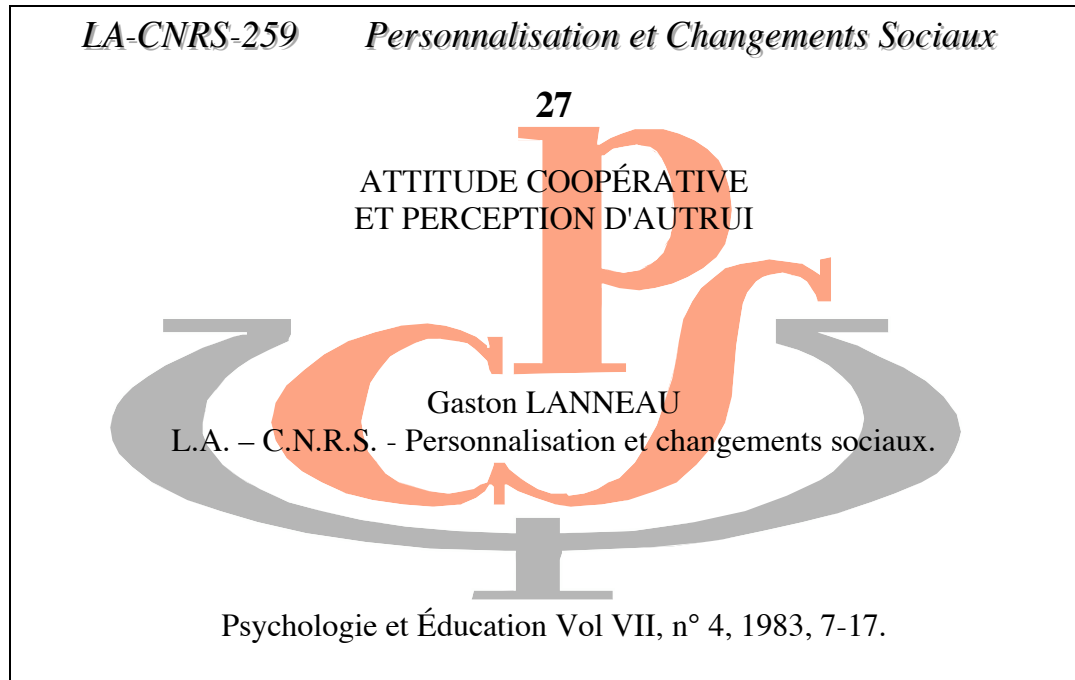 LA-CNRS-259 Personnalisation et Changements Sociaux
27
ATTITUDE COOPÉRATIVE
ET PERCEPTION D'AUTRUI
Gaston LANNEAU
L.A. – C.N.R.S. - Personnalisation et changements sociaux.
Psychologie et Éducation Vol VII, n° 4, 1983, 7-17.